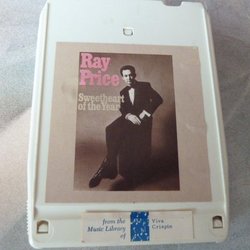 Ray
Price
Sweetheart
of the Year
from the
Music Library
of
Viva
Crispin